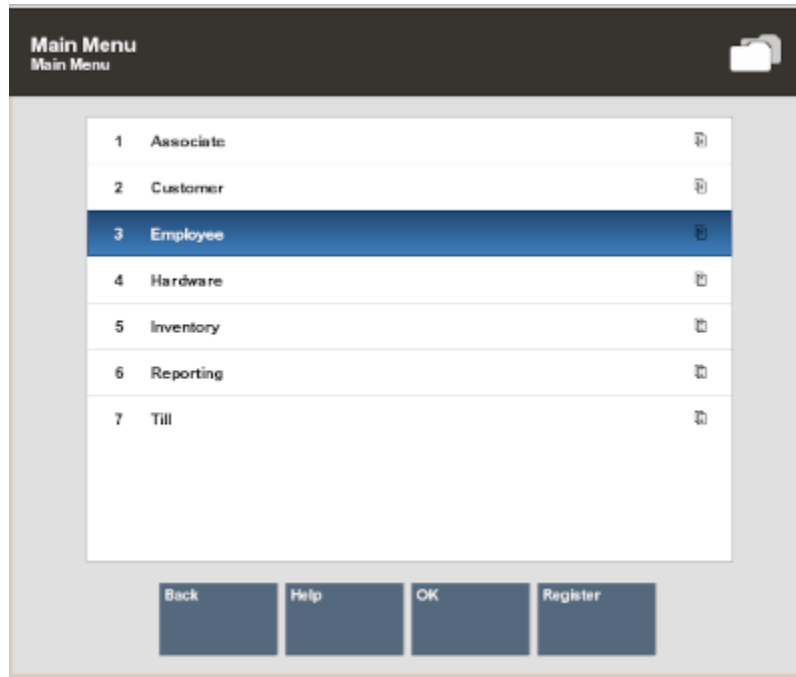 Main Menu
Main Menu
1 Associate
2 Customer
3 Employee
4 Hardware
5 Inventory
6 Reporting
7 Till
Back Help OK Register